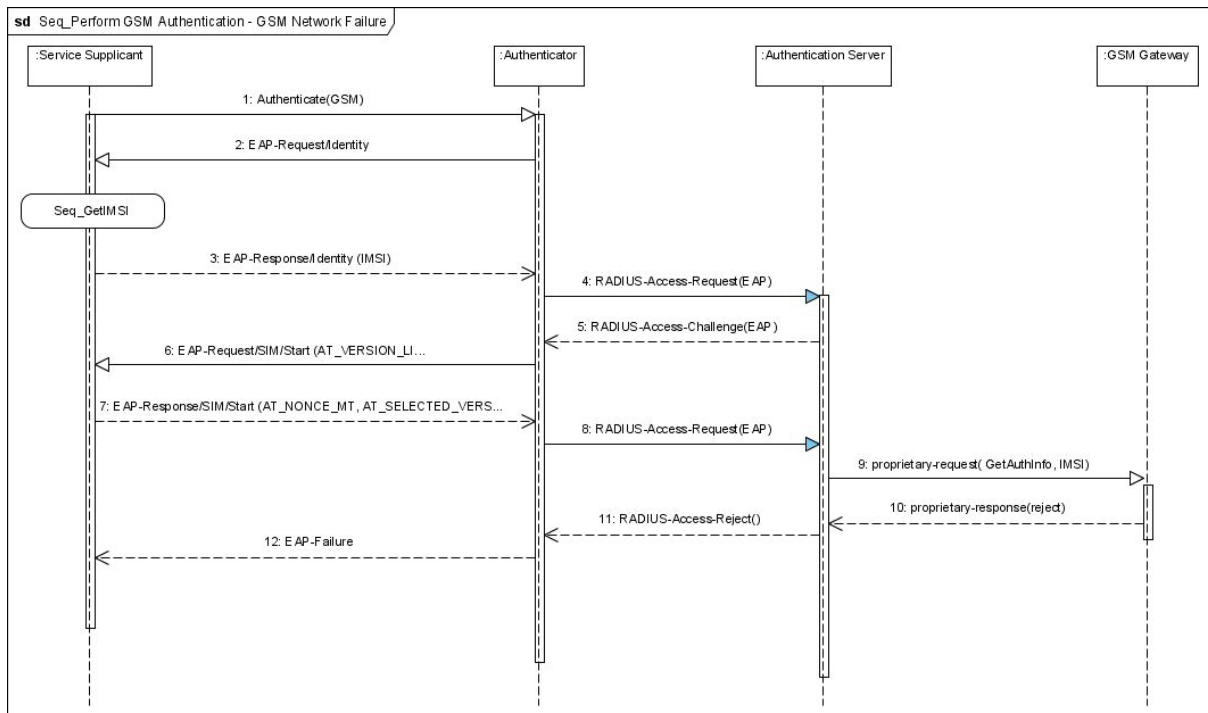 sd Seq_Perform GSM Authentication - GSM Network Failure
:Service Supplicant
:Authenticator
:Authentication Server
:GSM Gateway
1: Authenticate(GSM)
2: EAP-Request/Identity
Seq_GetIMSI
3: EAP-Response/Identity (IMSI)
4: RADIUS-Access-Request(EAP)
5: RADIUS-Access-Challenge(EAP)
6: EAP-Request/SIM/Start (AT_VERSION_LI...
7: EAP-Response/SIM/Start (AT_NONCE_MT, AT_SELECTED_VERS...
8: RADIUS-Access-Request(EAP)
9: proprietary-request( GetAuthInfo, IMSI)
10: proprietary-response(reject)
11: RADIUS-Access-Reject()
12: EAP-Failure